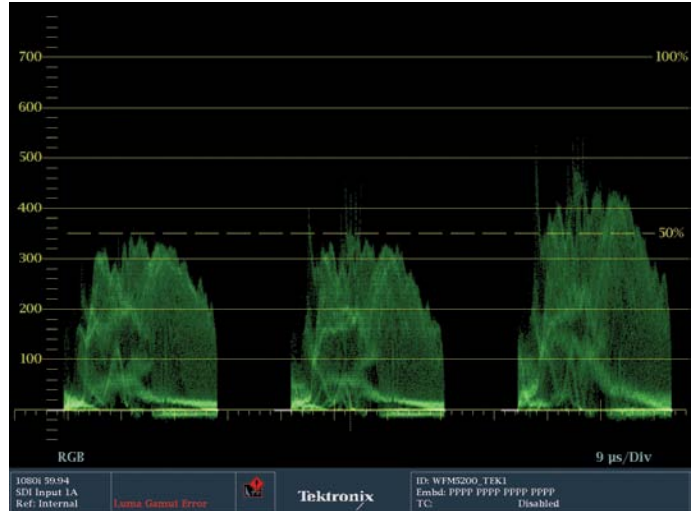 700
100%
600
500
400
50%
300
200
100
0
RGB
9 µs/Div
1080i 59.94
SDI Input 1A
Ref: Internal
Luma Gamut Error
Tektronix
ID: WFM5200_TEK1
Embd: PPPP PPPP PPPP PPPP
TC: Disabled